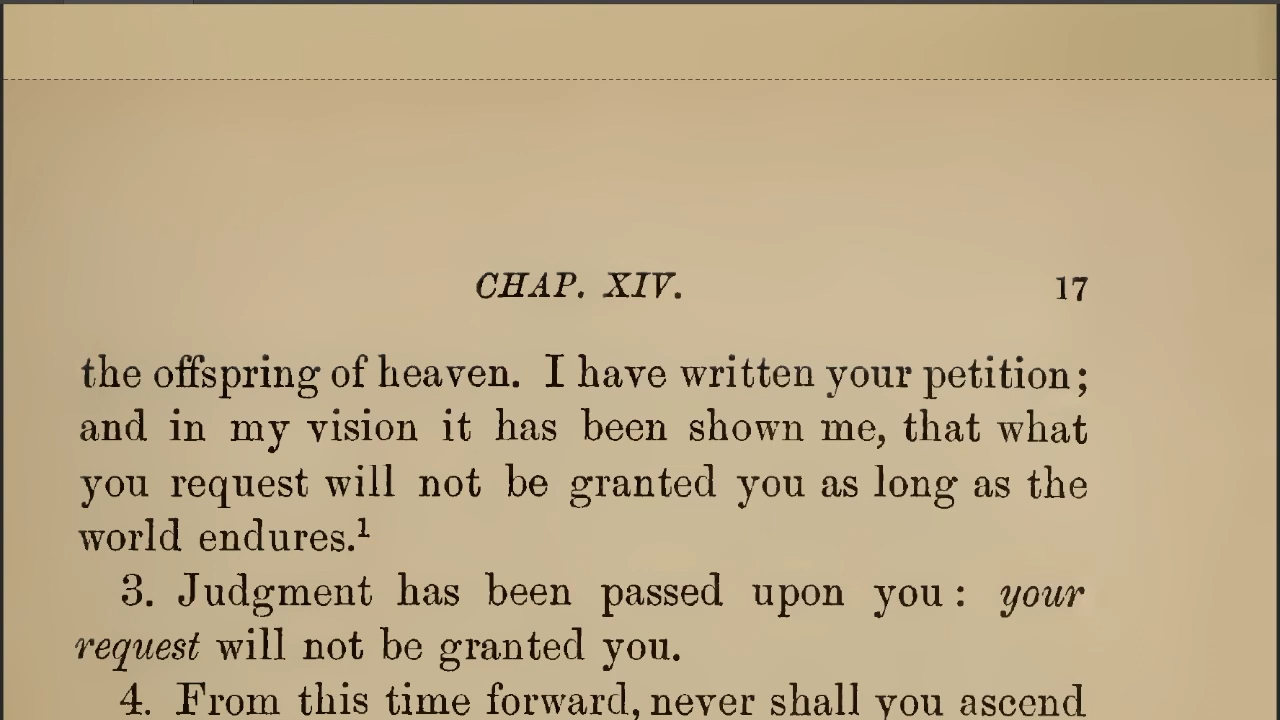 CHAP. XIV. 17
the offspring of heaven. I have written your petition;
and in my vision it has been shown me, that what
you request will not be granted you as long as the
world endures.¹
3. Judgment has been passed upon you: your
request will not be granted you.
4. From this time forward, never shall you ascend